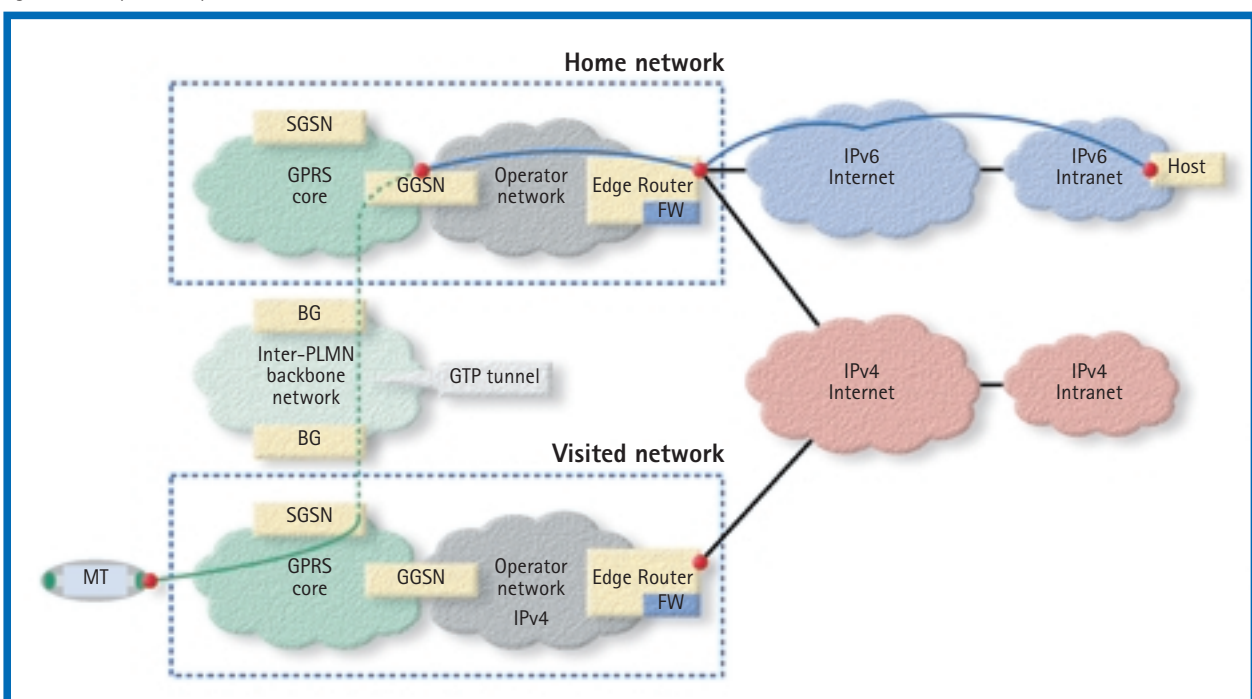 Home network
SGSN
GPRS
core
GGSN
Operator
network
Edge Router
FW
IPv6
Internet
IPv6
Intranet
Host
BG
Inter-PLMN
backbone
network
GTP tunnel
BG
IPv4
Internet
IPv4
Intranet
Visited network
SGSN
MT
GPRS
core
GGSN
Operator
network
IPv4
Edge Router
FW